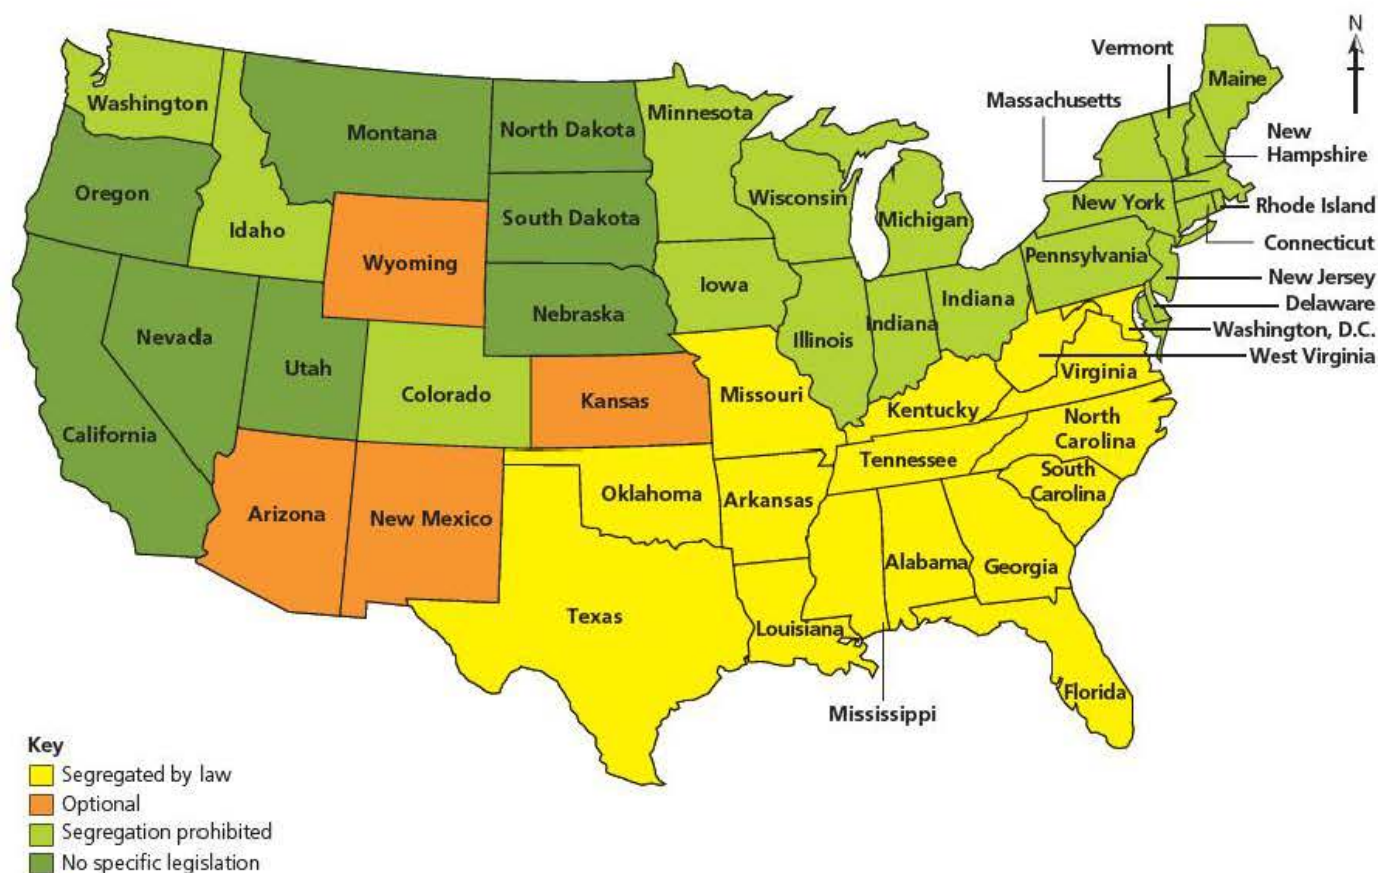 N
Vermont
Maine
Massachusetts
Washington
Minnesota
Montana
North Dakota
New
Hampshire
Oregon
Wisconsin
New York
Rhode Island
South Dakota
Michigan
Idaho
Connecticut
Wyoming
Pennsylvania
New Jersey
Iowa
Indiana
Delaware
Nebraska
Indiana
Washington, D.C.
Nevada
Illinois
West Virginia
Utah
Virginia
Colorado
Kansas
Missouri
Kentucky
North
Carolina
California
Tennessee
South
Carolina
Oklahoma
Arkansas
Arizona
New Mexico
Alabama
Georgia
Texas
Louisiana
Florida
Mississippi
Key
Segregated by law
Optional
Segregation prohibited
No specific legislation